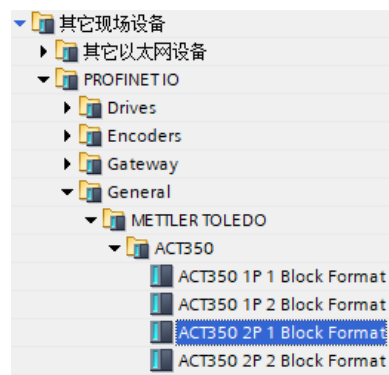 其它现场设备
其它以太网设备
PROFINET IO
Drives
Encoders
Gateway
General
METTLER TOLEDO
ACT350
ACT350 1P 1 Block Format
ACT350 1P 2 Block Format
ACT350 2P 1 Block Format
ACT350 2P 2 Block Format